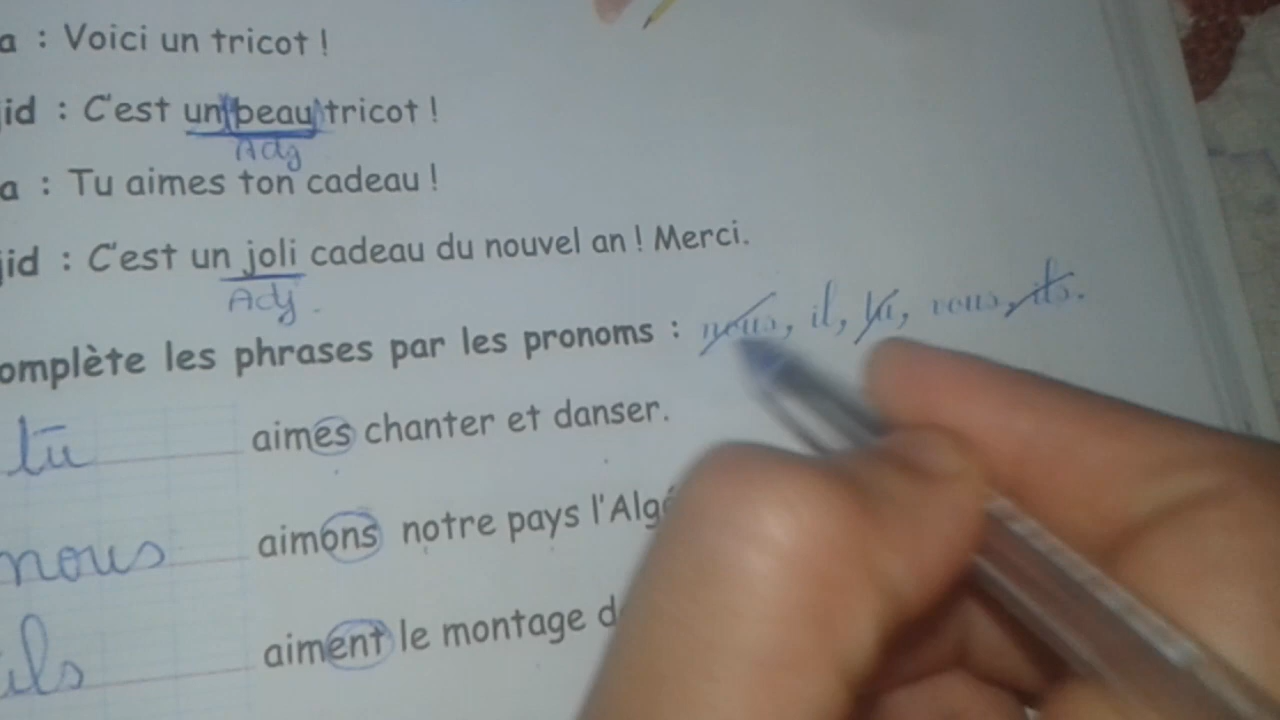 a : Voici un tricot !
jid : C'est un beau tricot !
Adj
a : Tu aimes ton cadeau !
jid : C'est un joli cadeau du nouvel an ! Merci.
Adj.
omplète les phrases par les pronoms : nous, il, tu, vous, ils.
tu aimes chanter et danser.
nous aimons notre pays l'Algé
ils aiment le montage d